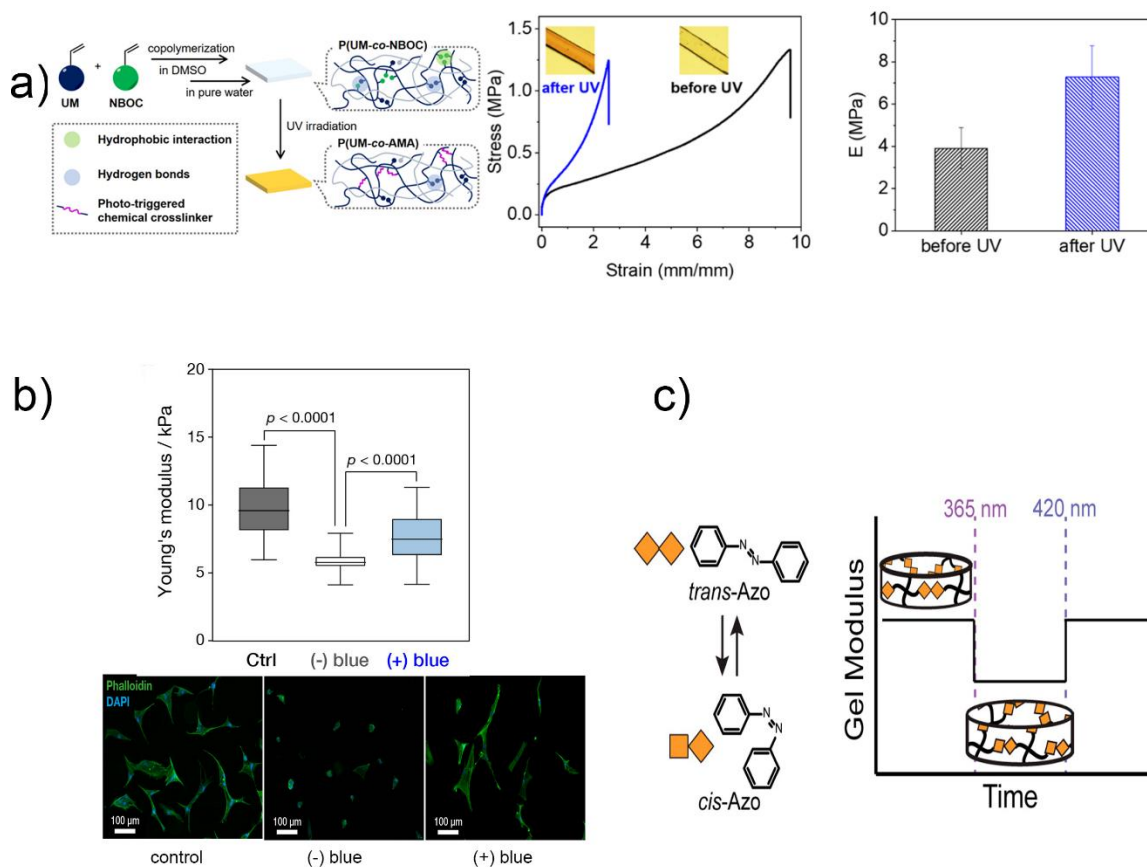 a)
UM
+
NBOC
copolymerization
in DMSO
in pure water
P(UM-co-NBOC)
UV irradiation
P(UM-co-AMA)
Hydrophobic interaction
Hydrogen bonds
Photo-triggered
chemical crosslinker
Stress (MPa)
1.5
1.0
0.5
0.0
after UV
before UV
0 2 4 6 8 10
Strain (mm/mm)
E (MPa)
10
8
6
4
2
0
before UV after UV
b)
Young's modulus / kPa
20
15
10
5
0
p < 0.0001
p < 0.0001
Ctrl (-) blue (+) blue
Phalloidin
DAPI
100 µm
100 µm
100 µm
control (-) blue (+) blue
c)
N
N
trans-Azo
N
N
cis-Azo
365 nm 420 nm
Gel Modulus
Time